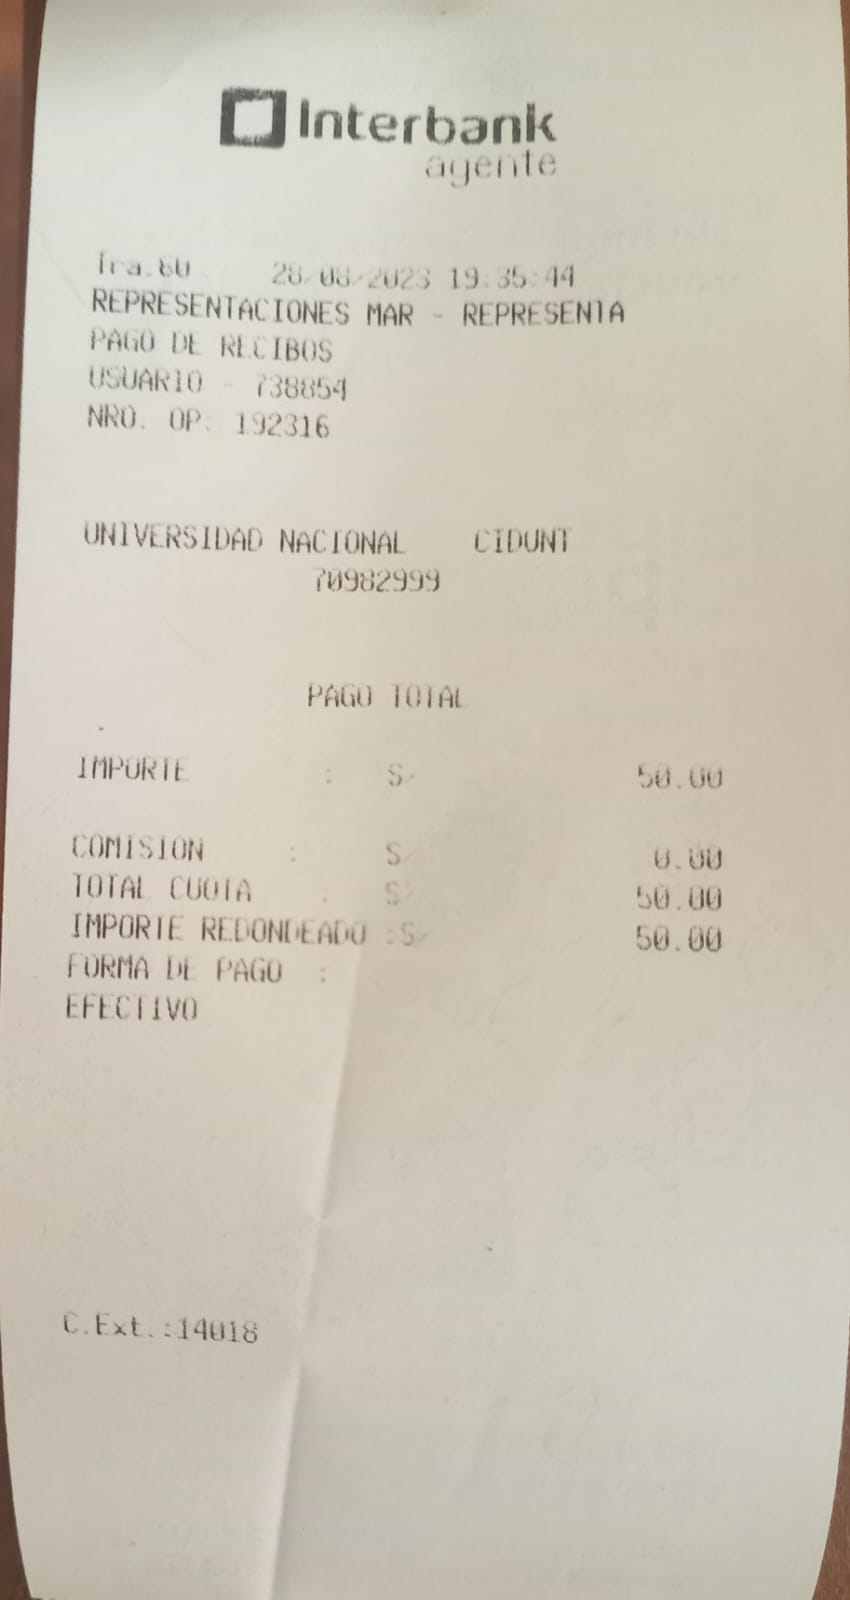 Interbank
agente
Tra.60 28/08/2023 19:35:44
REPRESENTACIONES MAR - REPRESENTA
PAGO DE RECIBOS
USUARIO - 738854
NRO. OP: 192316
UNIVERSIDAD NACIONAL CIDUNT
70982999
PAGO TOTAL
IMPORTE : S/ 50.00
COMISION : S/ 0.00
TOTAL CUOTA : S/ 50.00
IMPORTE REDONDEADO :S/ 50.00
FORMA DE PAGO :
EFECTIVO
C.Ext.:14018